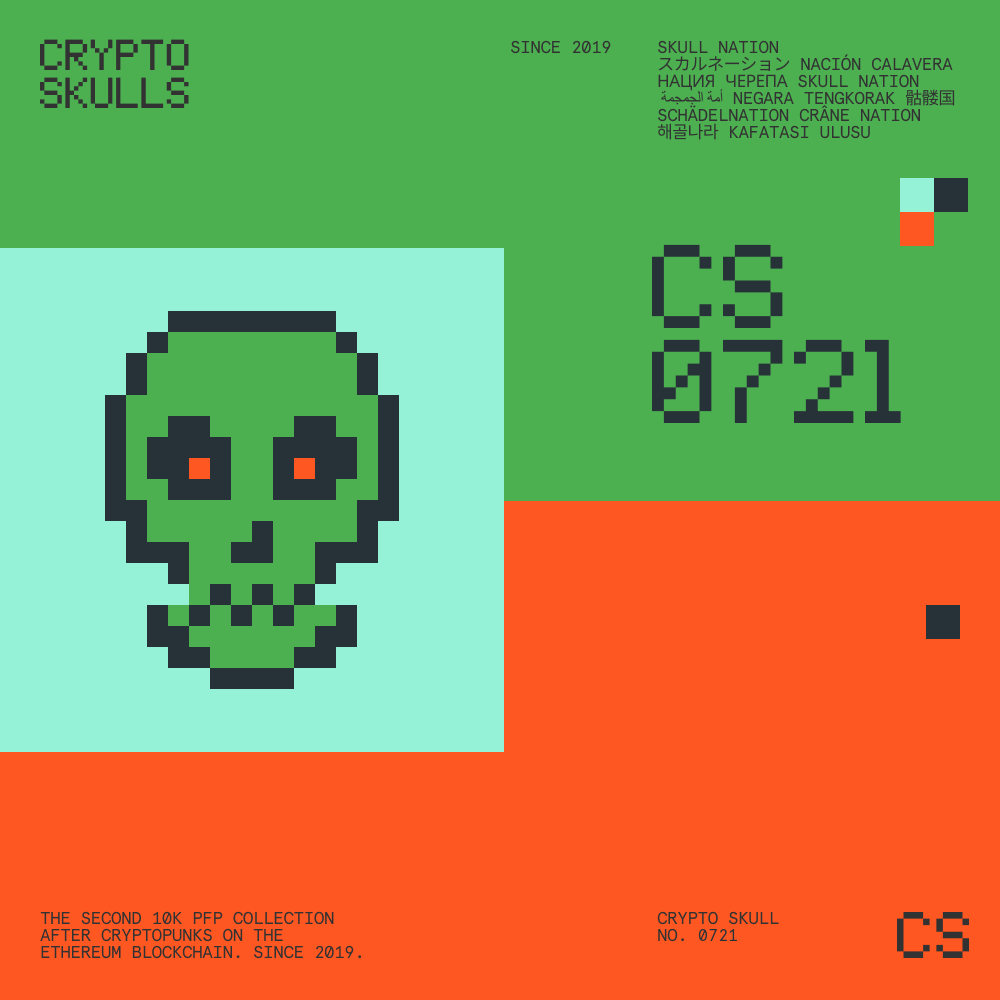 CRYPTO
SKULLS
SINCE 2019
SKULL NATION
スカルネーション NACIÓN CALAVERA
НАЦИЯ ЧЕРЕПА SKULL NATION
أمة الجمجمة NEGARA TENGKORAK 骷髅国
SCHÄDELNATION CRÂNE NATION
해골나라 KAFATASI ULUSU
CS
0721
THE SECOND 10K PFP COLLECTION
AFTER CRYPTOPUNKS ON THE
ETHEREUM BLOCKCHAIN. SINCE 2019.
CRYPTO SKULL
NO. 0721
CS